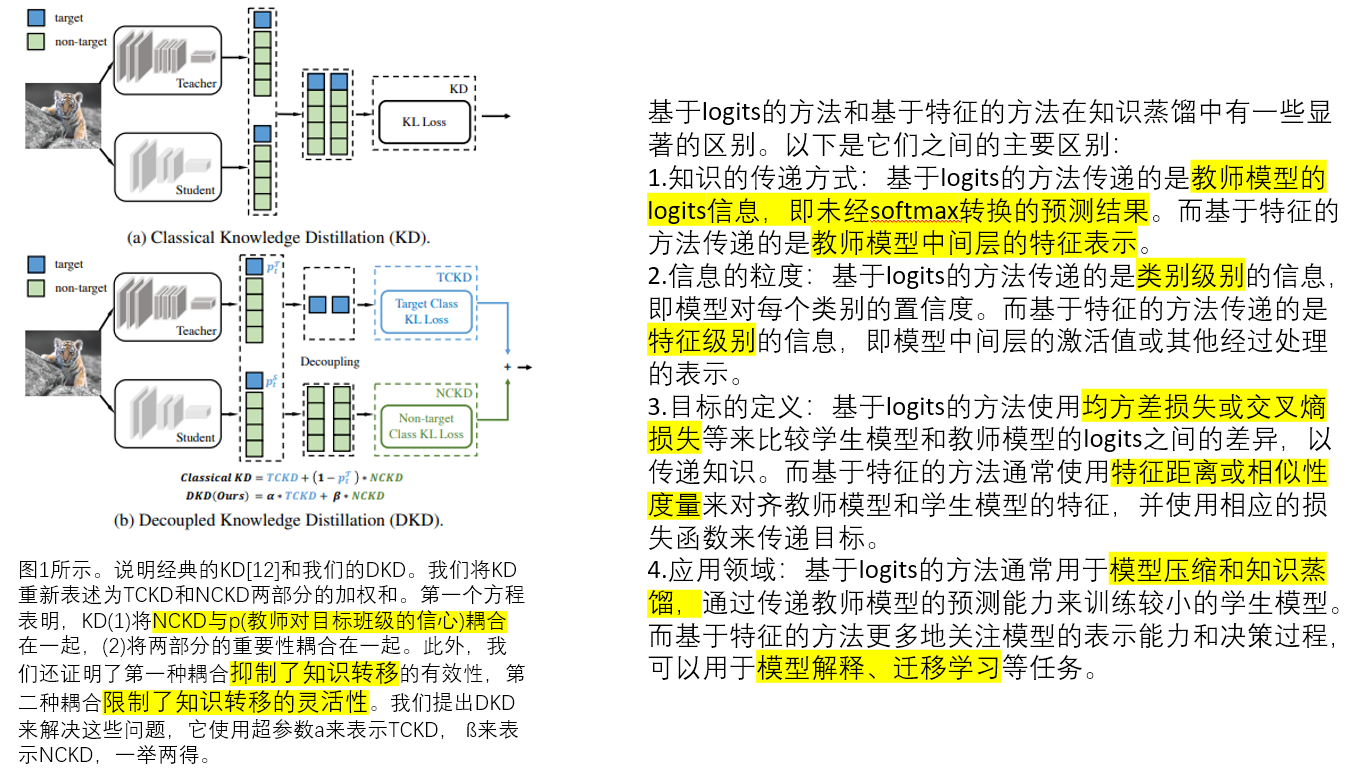 target
non-target
Teacher
Student
KD
KL Loss
(a) Classical Knowledge Distillation (KD).
target
non-target
Teacher
Student
p_t^T
p_t^S
Decoupling
TCKD
Target Class
KL Loss
NCKD
Non-target
Class KL Loss
+
Classical KD = TCKD + (1 − p_t^T) * NCKD
DKD(Ours) = α * TCKD + β * NCKD
(b) Decoupled Knowledge Distillation (DKD).
图1所示。说明经典的KD[12]和我们的DKD。我们将KD
重新表述为TCKD和NCKD两部分的加权和。第一个方程
表明，KD(1)将NCKD与p(教师对目标班级的信心)耦合
在一起，(2)将两部分的重要性耦合在一起。此外，我
们还证明了第一种耦合抑制了知识转移的有效性，第
二种耦合限制了知识转移的灵活性。我们提出DKD
来解决这些问题，它使用超参数a来表示TCKD， ß来表
示NCKD，一举两得。
基于logits的方法和基于特征的方法在知识蒸馏中有一些显
著的区别。以下是它们之间的主要区别：
1.知识的传递方式：基于logits的方法传递的是教师模型的
logits信息，即未经softmax转换的预测结果。而基于特征的
方法传递的是教师模型中间层的特征表示。
2.信息的粒度：基于logits的方法传递的是类别级别的信息，
即模型对每个类别的置信度。而基于特征的方法传递的是
特征级别的信息，即模型中间层的激活值或其他经过处理
的表示。
3.目标的定义：基于logits的方法使用均方差损失或交叉熵
损失等来比较学生模型和教师模型的logits之间的差异，以
传递知识。而基于特征的方法通常使用特征距离或相似性
度量来对齐教师模型和学生模型的特征，并使用相应的损
失函数来传递目标。
4.应用领域：基于logits的方法通常用于模型压缩和知识蒸
馏，通过传递教师模型的预测能力来训练较小的学生模型。
而基于特征的方法更多地关注模型的表示能力和决策过程，
可以用于模型解释、迁移学习等任务。